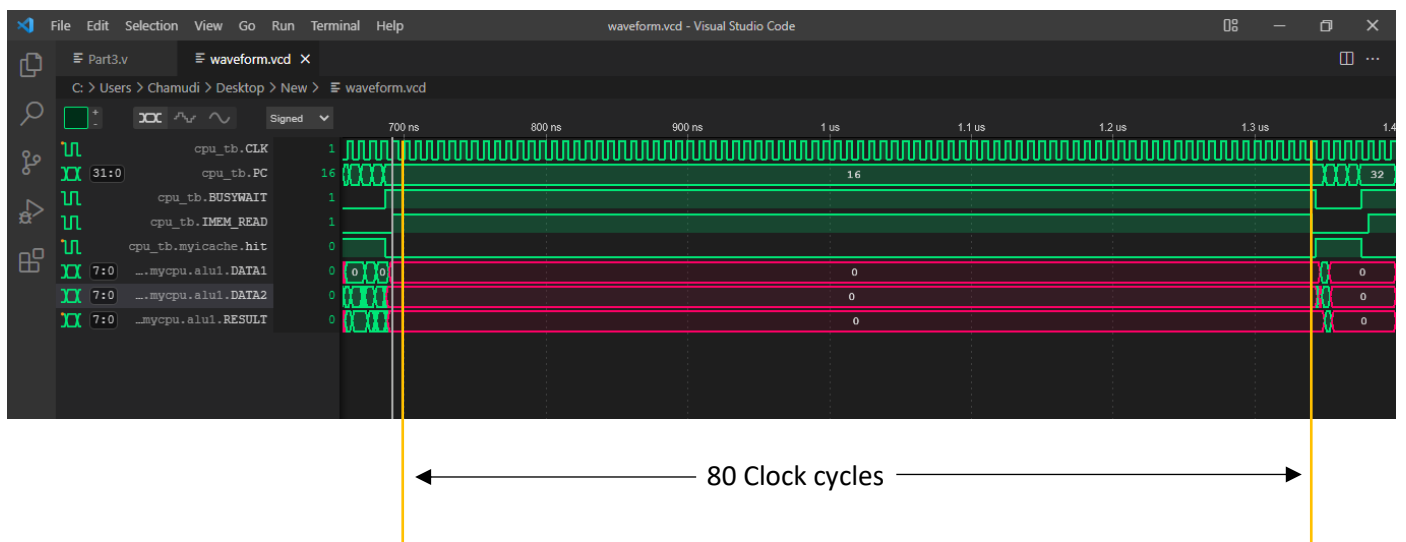 File Edit Selection View Go Run Terminal Help waveform.vcd - Visual Studio Code
Part3.v waveform.vcd
C: > Users > Chamudi > Desktop > New > waveform.vcd
+ - Signed 700 ns 800 ns 900 ns 1 us 1.1 us 1.2 us 1.3 us 1.4
cpu_tb.CLK 1
31:0 cpu_tb.PC 16 16 32
cpu_tb.BUSYWAIT 1
cpu_tb.IMEM_READ 1
cpu_tb.myicache.hit 0
7:0 ….mycpu.alu1.DATA1 0 0 0 0 0
7:0 ….mycpu.alu1.DATA2 0 0 0
7:0 …mycpu.alu1.RESULT 0 0 0
80 Clock cycles